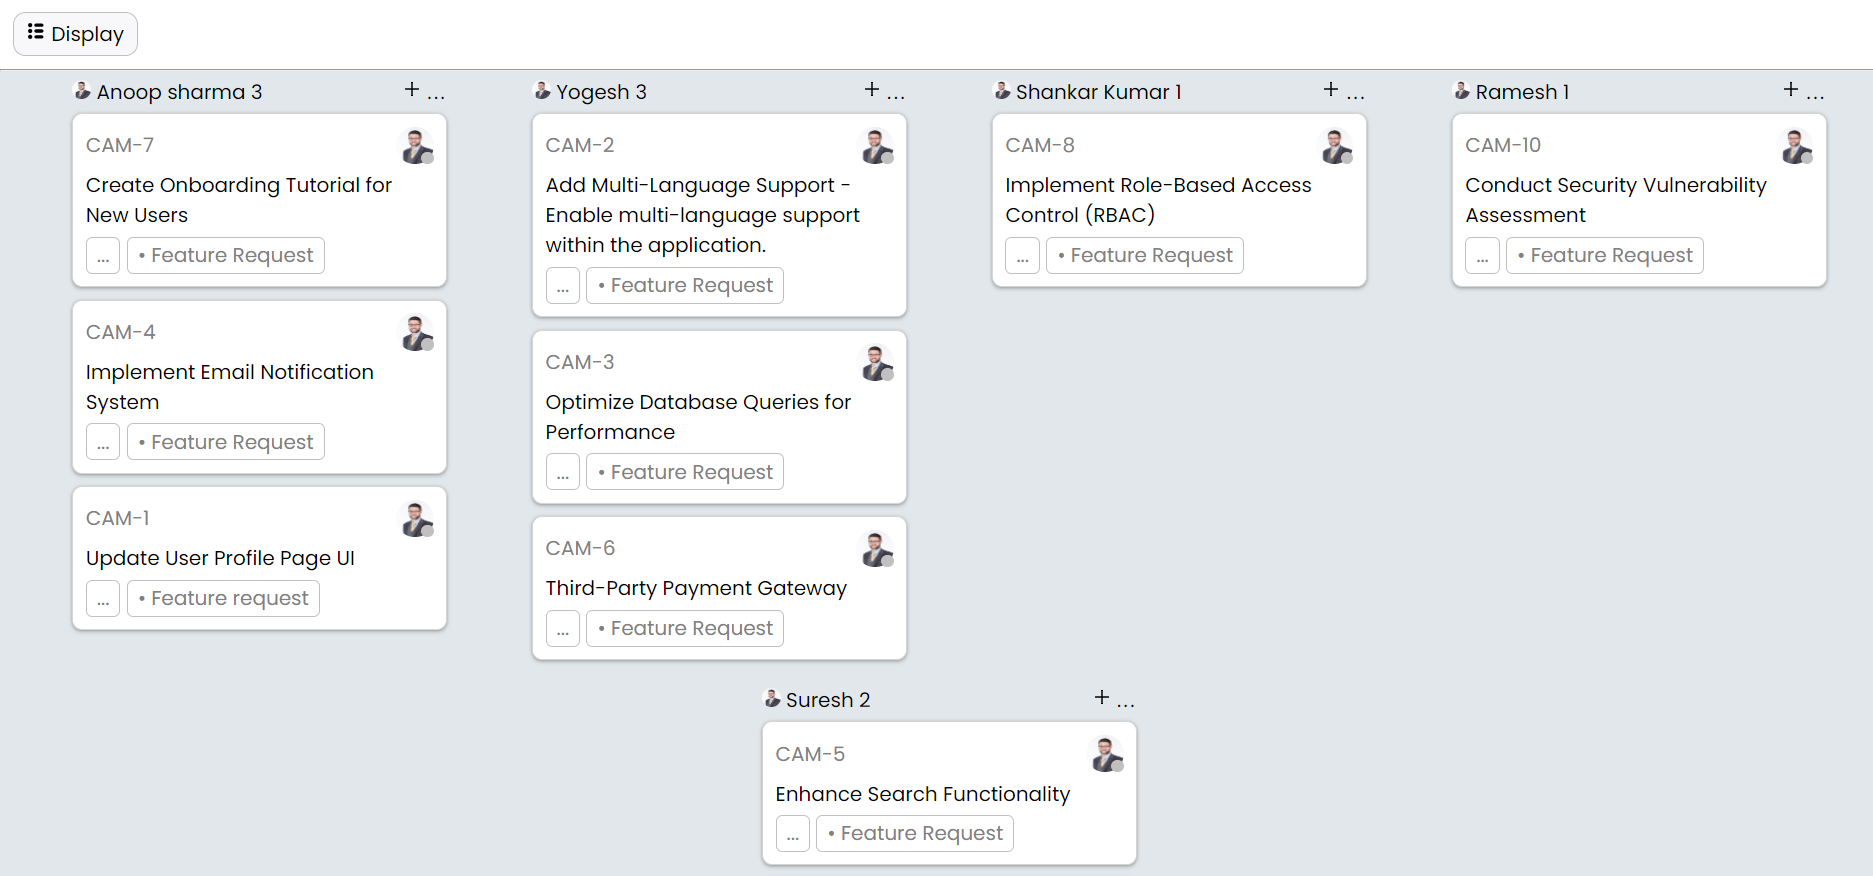 Display
Anoop sharma 3
+ ...
CAM-7
Create Onboarding Tutorial for
New Users
...
• Feature Request
CAM-4
Implement Email Notification
System
...
• Feature Request
CAM-1
Update User Profile Page UI
...
• Feature request
Yogesh 3
+ ...
CAM-2
Add Multi-Language Support -
Enable multi-language support
within the application.
...
• Feature Request
CAM-3
Optimize Database Queries for
Performance
...
• Feature Request
CAM-6
Third-Party Payment Gateway
...
• Feature Request
Shankar Kumar 1
+ ...
CAM-8
Implement Role-Based Access
Control (RBAC)
...
• Feature Request
Ramesh 1
+ ...
CAM-10
Conduct Security Vulnerability
Assessment
...
• Feature Request
Suresh 2
+ ...
CAM-5
Enhance Search Functionality
...
• Feature Request